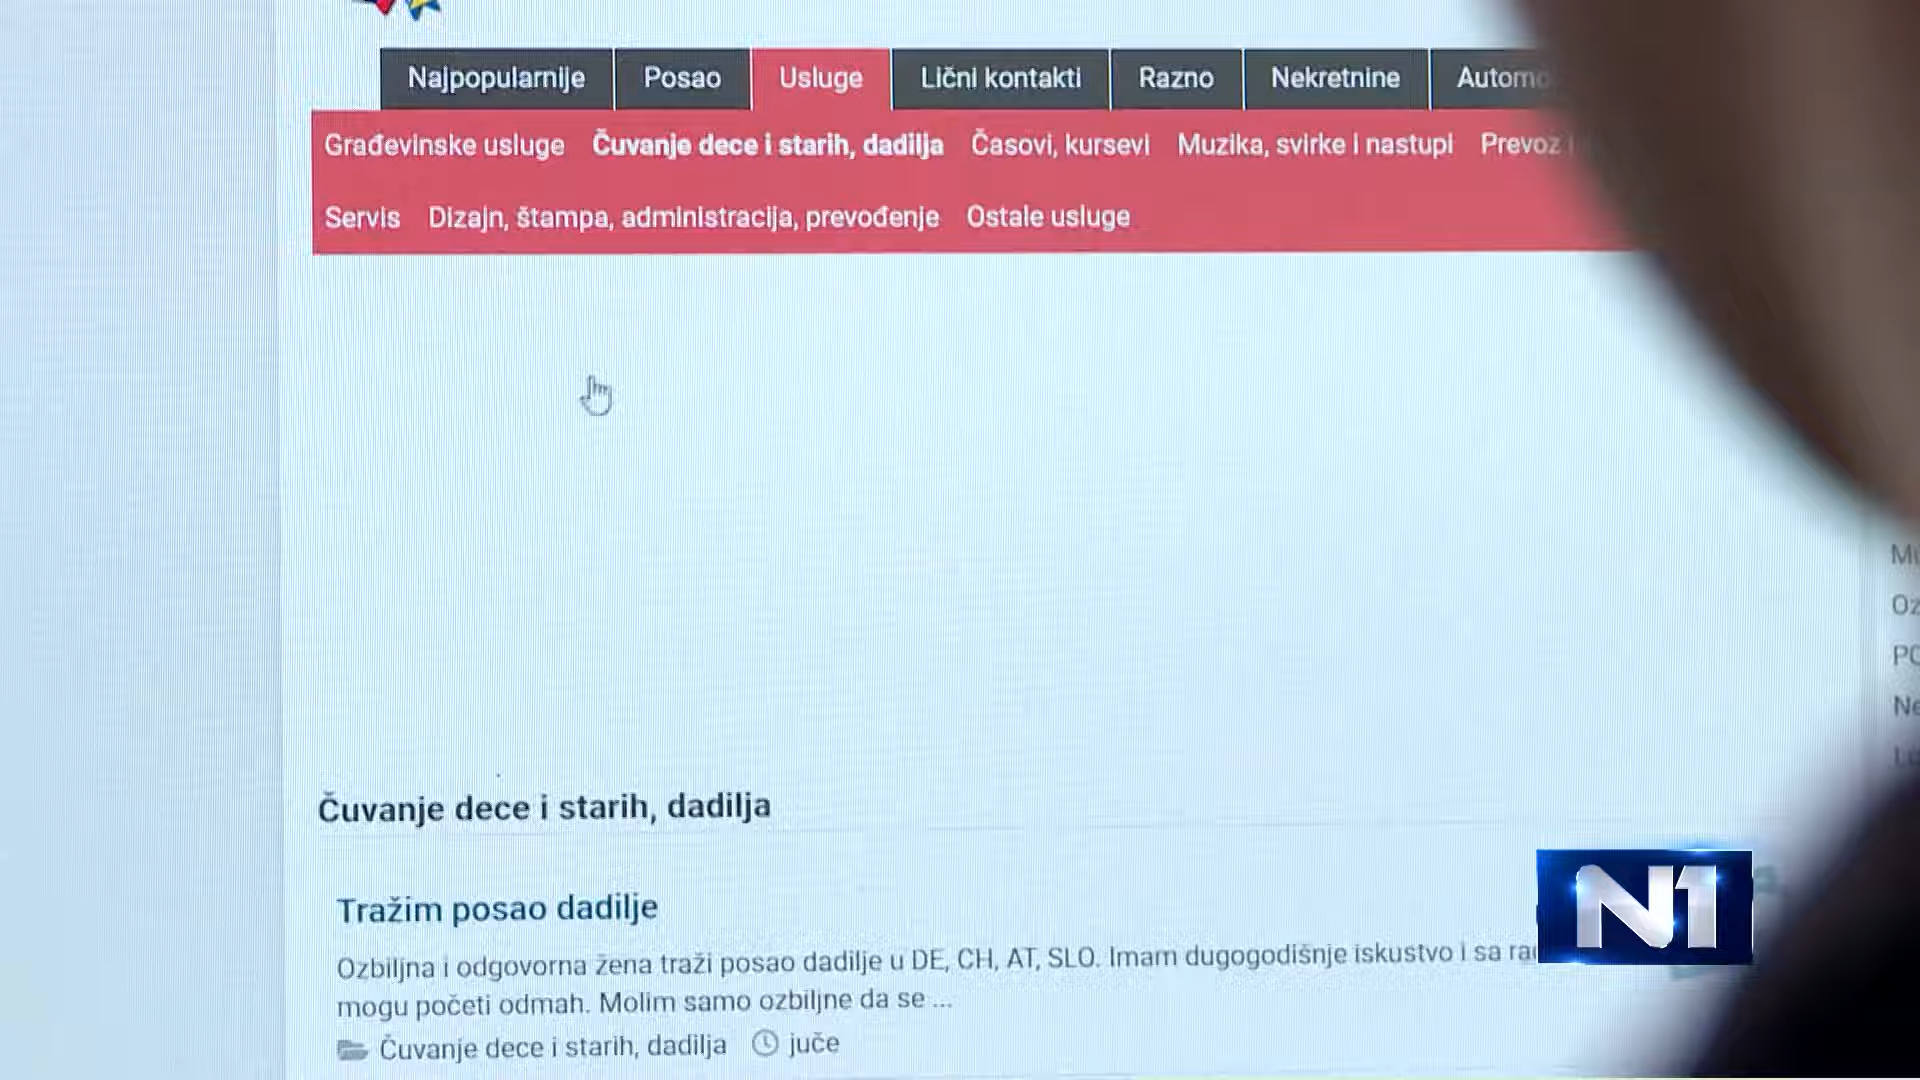 Najpopularnije Posao Usluge Lični kontakti Razno Nekretnine
Građevinske usluge Čuvanje dece i starih, dadilja Časovi, kursevi Muzika, svirke i nastupi Prevoz i
Servis Dizajn, štampa, administracija, prevođenje Ostale usluge
Čuvanje dece i starih, dadilja
Tražim posao dadilje
Ozbiljna i odgovorna žena traži posao dadilje u DE, CH, AT, SLO. Imam dugogodišnje iskustvo i sa
mogu početi odmah. Molim samo ozbiljne da se ...
Čuvanje dece i starih, dadilja juče
N1